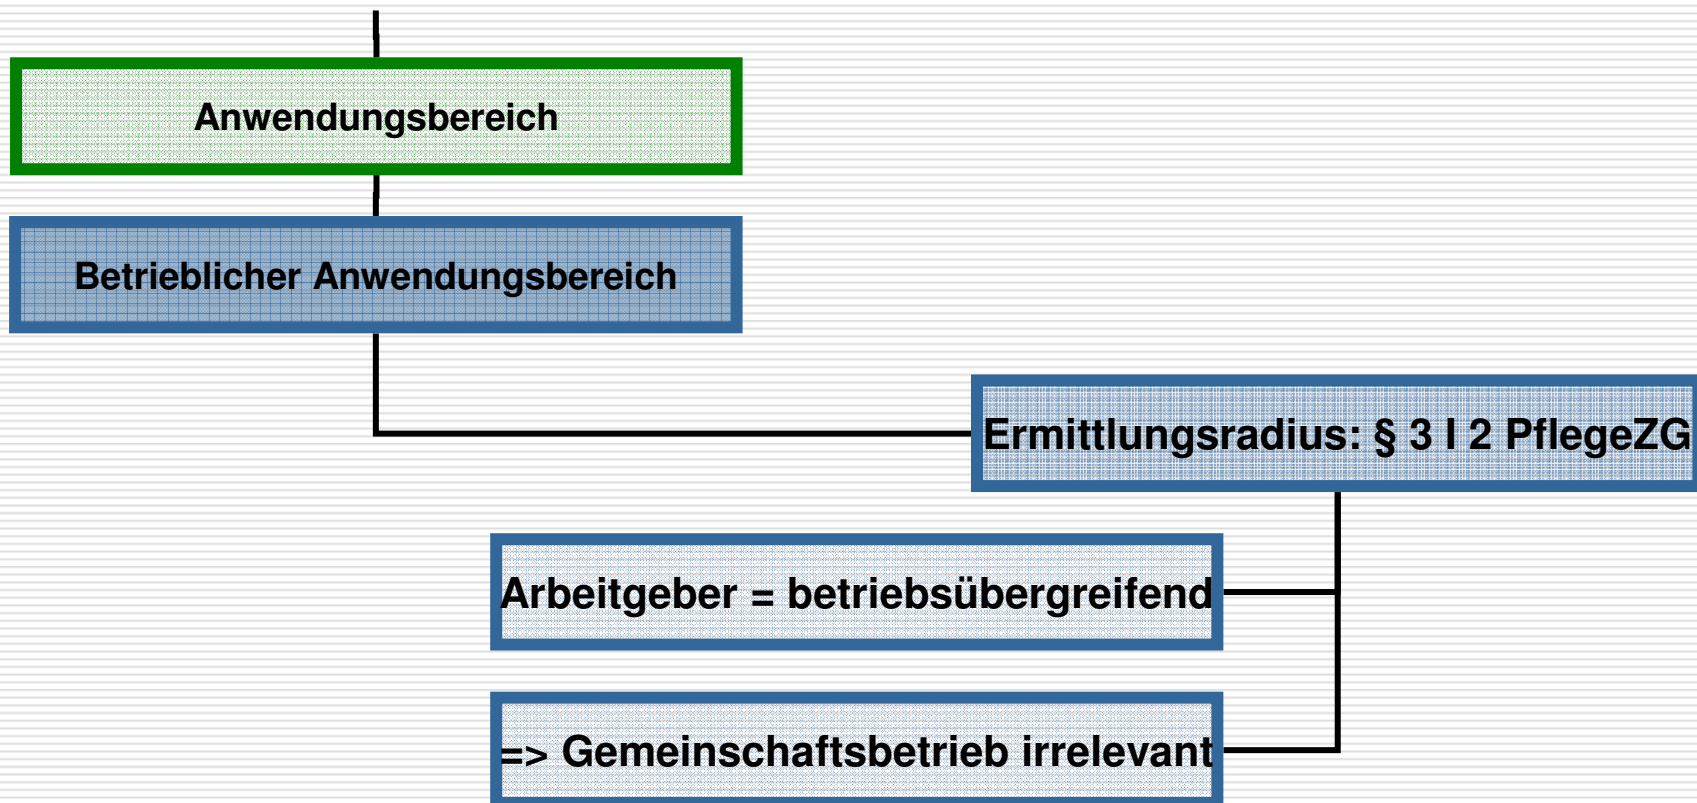 Anwendungsbereich
Betrieblicher Anwendungsbereich
Ermittlungsradius: § 3 I 2 PflegeZG
Arbeitgeber = betriebsübergreifend
=> Gemeinschaftsbetrieb irrelevant